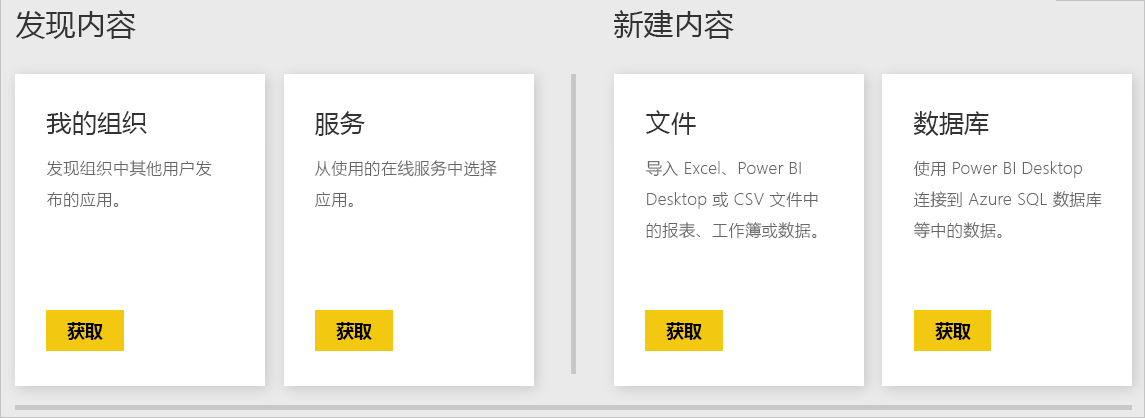 发现内容
我的组织
发现组织中其他用户发
布的应用。
获取
服务
从使用的在线服务中选择
应用。
获取
新建内容
文件
导入 Excel、Power BI
Desktop 或 CSV 文件中
的报表、工作簿或数据。
获取
数据库
使用 Power BI Desktop
连接到 Azure SQL 数据库
等中的数据。
获取